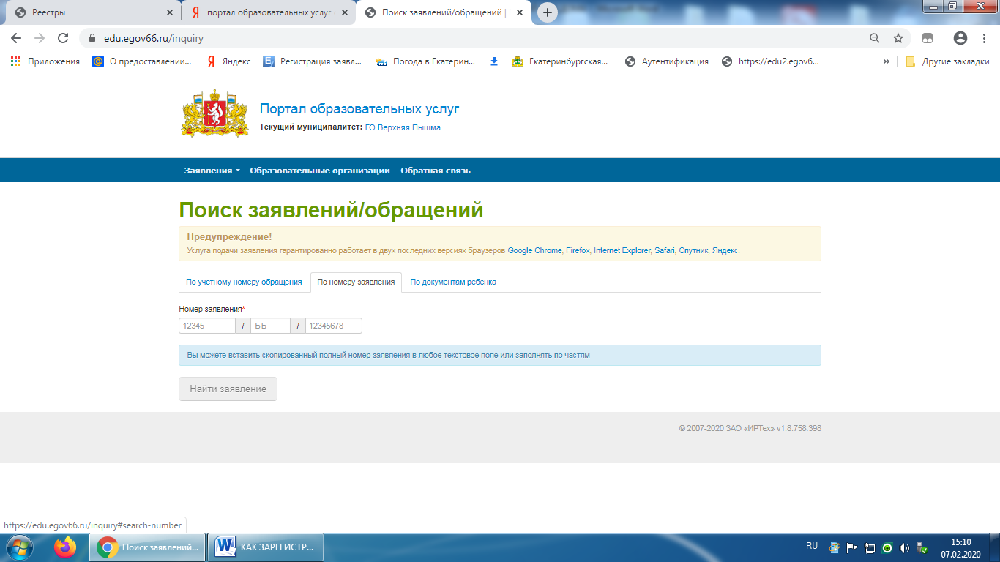 Реестры
портал образовательных услуг
Поиск заявлений/обращений |
edu.egov66.ru/inquiry
Приложения
О предоставлении...
Яндекс
Регистрация заявл...
Погода в Екатерин...
Екатеринбургская...
Аутентификация
https://edu2.egov6...
»
Другие закладки
Портал образовательных услуг
Текущий муниципалитет: ГО Верхняя Пышма
Заявления Образовательные организации Обратная связь
Поиск заявлений/обращений
Предупреждение!
Услуга подачи заявления гарантированно работает в двух последних версиях браузеров Google Chrome, Firefox, Internet Explorer, Safari, Спутник, Яндекс.
По учетному номеру обращения По номеру заявления По документам ребенка
Номер заявления*
12345 / ЪЪ / 12345678
Вы можете вставить скопированный полный номер заявления в любое текстовое поле или заполнять по частям
Найти заявление
© 2007-2020 ЗАО «ИРТех» v1.8.758.398
https://edu.egov66.ru/inquiry#search-number
Поиск заявлений...
КАК ЗАРЕГИСТР...
RU
15:10
07.02.2020